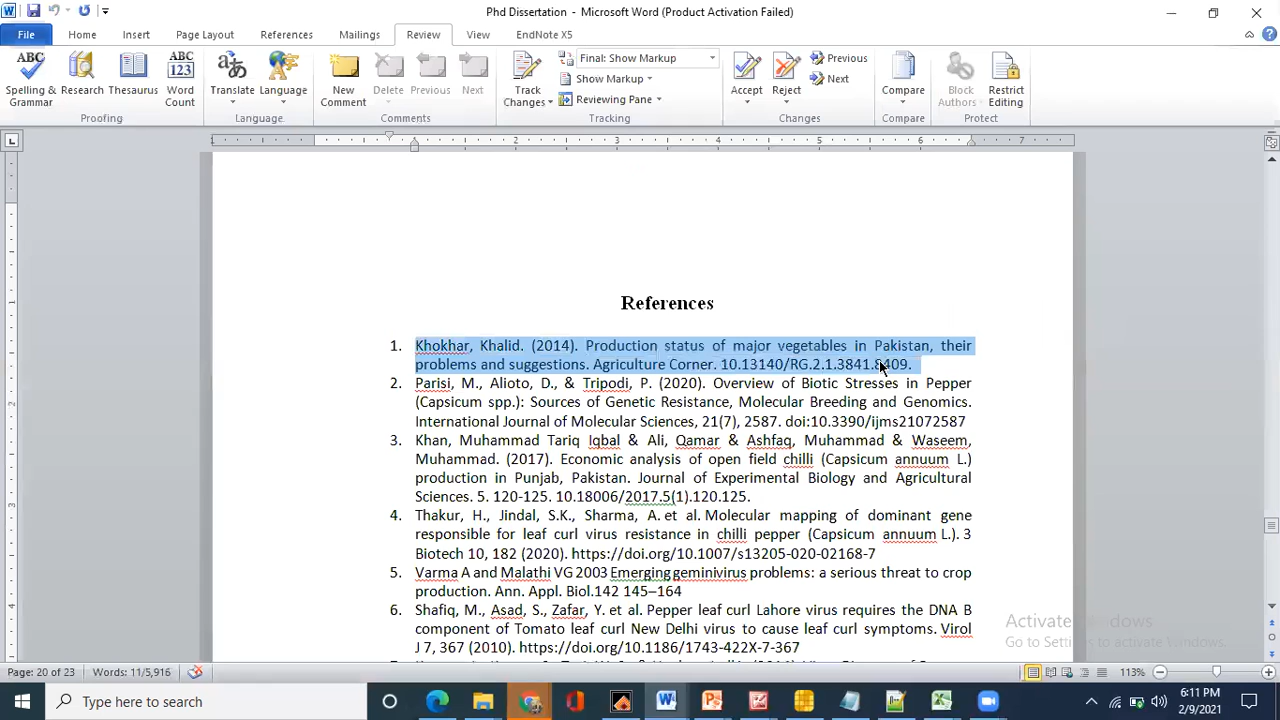 Phd Dissertation - Microsoft Word (Product Activation Failed)
File Home Insert Page Layout References Mailings Review View EndNote X5
ABC
ABC
123
Spelling & Grammar
Research
Thesaurus
Word Count
Translate
Language
New Comment
Delete
Previous
Next
Track Changes
Final: Show Markup
Show Markup
Reviewing Pane
Accept
Reject
Previous
Next
Compare
Block Authors
Restrict Editing
Proofing Language Comments Tracking Changes Compare Protect
1 1 2 3 4 5 6 7
References
1. Khokhar, Khalid. (2014). Production status of major vegetables in Pakistan, their
problems and suggestions. Agriculture Corner. 10.13140/RG.2.1.3841.8409.
2. Parisi, M., Alioto, D., & Tripodi, P. (2020). Overview of Biotic Stresses in Pepper
(Capsicum spp.): Sources of Genetic Resistance, Molecular Breeding and Genomics.
International Journal of Molecular Sciences, 21(7), 2587. doi:10.3390/ijms21072587
3. Khan, Muhammad Tariq Iqbal & Ali, Qamar & Ashfaq, Muhammad & Waseem,
Muhammad. (2017). Economic analysis of open field chilli (Capsicum annuum L.)
production in Punjab, Pakistan. Journal of Experimental Biology and Agricultural
Sciences. 5. 120-125. 10.18006/2017.5(1).120.125.
4. Thakur, H., Jindal, S.K., Sharma, A. et al. Molecular mapping of dominant gene
responsible for leaf curl virus resistance in chilli pepper (Capsicum annuum L.). 3
Biotech 10, 182 (2020). https://doi.org/10.1007/s13205-020-02168-7
5. Varma A and Malathi VG 2003 Emerging geminivirus problems: a serious threat to crop
production. Ann. Appl. Biol.142 145–164
6. Shafiq, M., Asad, S., Zafar, Y. et al. Pepper leaf curl Lahore virus requires the DNA B
component of Tomato leaf curl New Delhi virus to cause leaf curl symptoms. Virol
J 7, 367 (2010). https://doi.org/10.1186/1743-422X-7-367
Activate Windows
Go to Settings to activate Windows.
Page: 20 of 23 Words: 11/5,916 113%
Type here to search
6:11 PM
2/9/2021